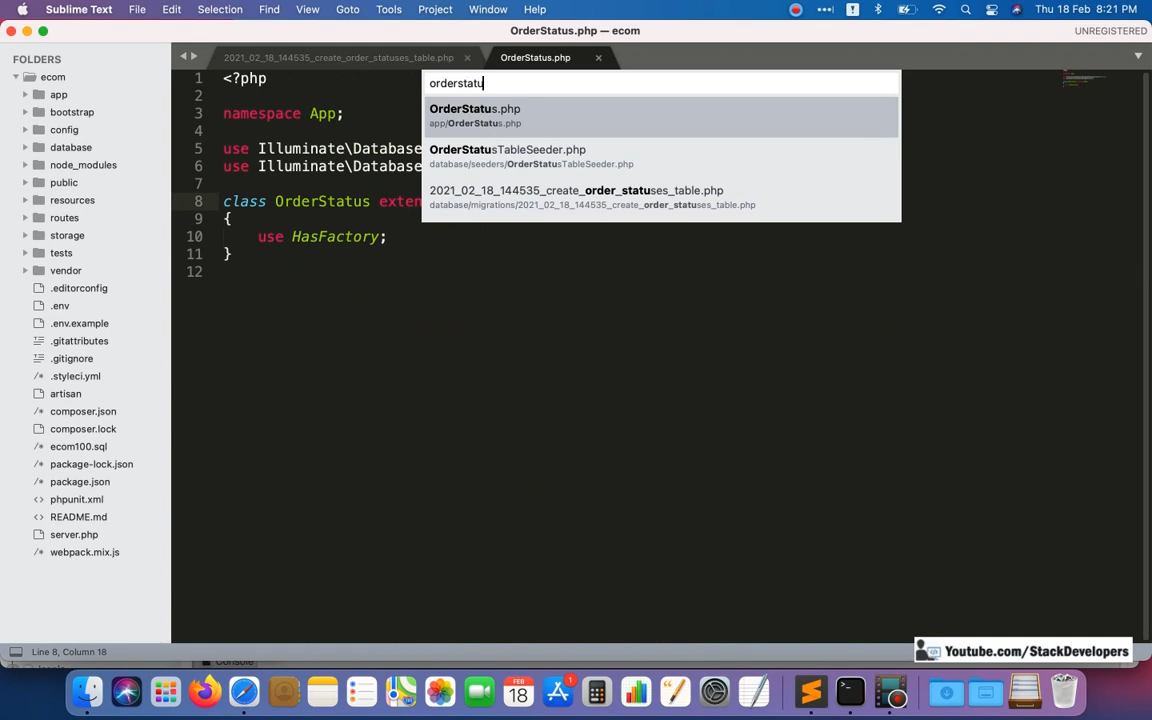 Sublime Text File Edit Selection Find View Goto Tools Project Window Help Thu 18 Feb 8:21 PM
OrderStatus.php — ecom UNREGISTERED
FOLDERS
ecom
app
bootstrap
config
database
node_modules
public
resources
routes
storage
tests
vendor
.editorconfig
.env
.env.example
.gitattributes
.gitignore
.styleci.yml
artisan
composer.json
composer.lock
ecom100.sql
package-lock.json
package.json
phpunit.xml
README.md
server.php
webpack.mix.js
2021_02_18_144535_create_order_statuses_table.php OrderStatus.php
1 <?php
2
3 namespace App;
4
5 use Illuminate\Database
6 use Illuminate\Database
7
8 class OrderStatus exten
9 {
10 use HasFactory;
11 }
12
orderstatu
OrderStatus.php
app/OrderStatus.php
OrderStatusTableSeeder.php
database/seeders/OrderStatusTableSeeder.php
2021_02_18_144535_create_order_statuses_table.php
database/migrations/2021_02_18_144535_create_order_statuses_table.php
Line 8, Column 18
Console
Youtube.com/StackDevelopers
FEB
18
1